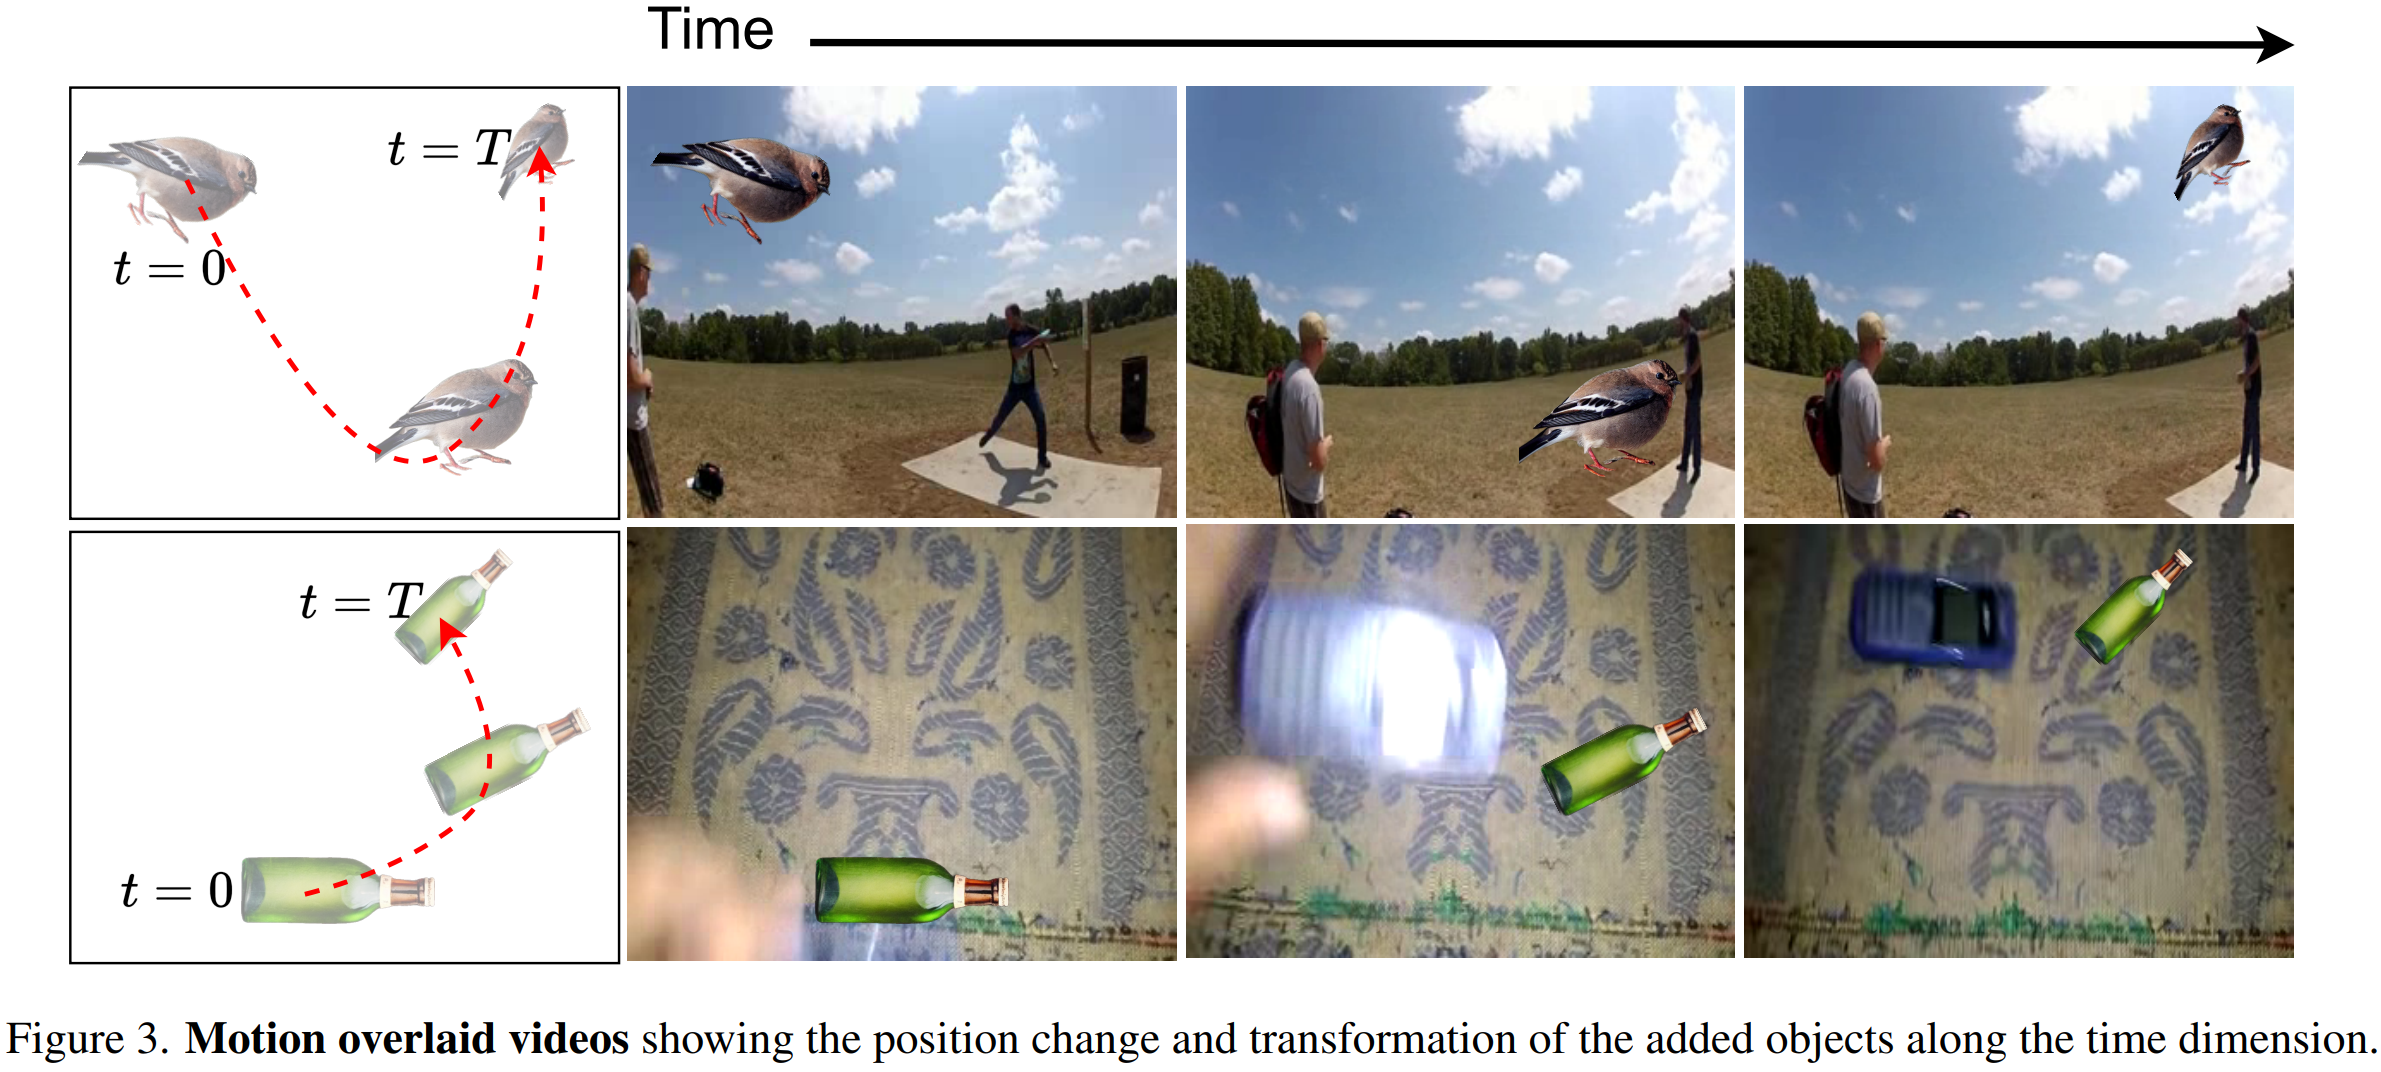 Time
t = T
t = 0
t = T
t = 0
Figure 3. Motion overlaid videos showing the position change and transformation of the added objects along the time dimension.